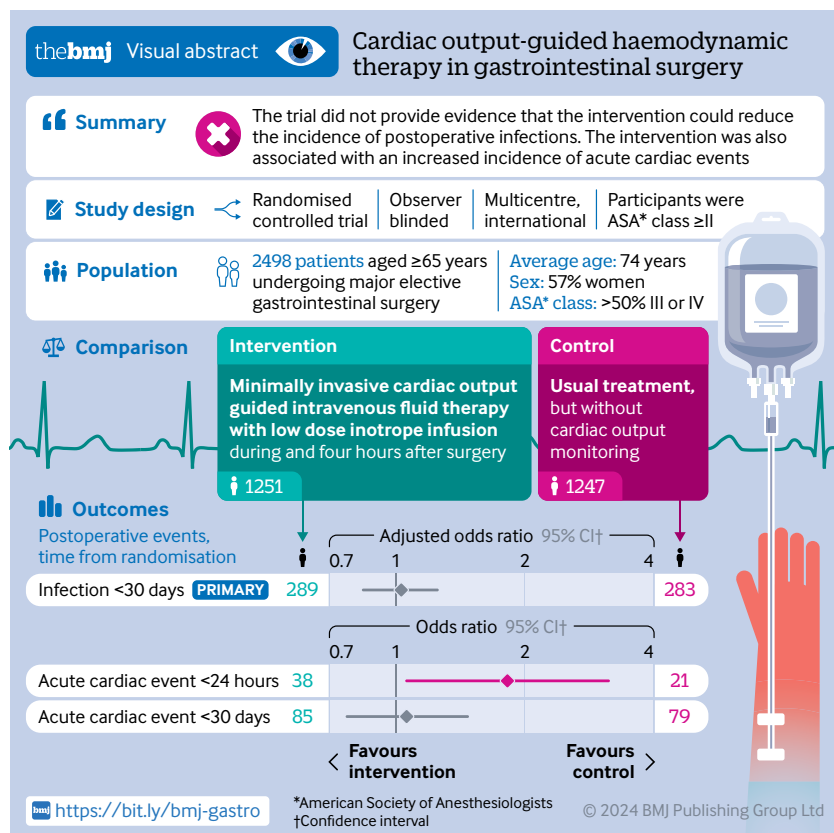 thebmj Visual abstract
Cardiac output-guided haemodynamic
therapy in gastrointestinal surgery
Summary
The trial did not provide evidence that the intervention could reduce
the incidence of postoperative infections. The intervention was also
associated with an increased incidence of acute cardiac events
Study design
Randomised
controlled trial
Observer
blinded
Multicentre,
international
Participants were
ASA* class ≥II
Population
2498 patients aged ≥65 years
undergoing major elective
gastrointestinal surgery
Average age: 74 years
Sex: 57% women
ASA* class: >50% III or IV
Comparison
Intervention
Minimally invasive cardiac output
guided intravenous fluid therapy
with low dose inotrope infusion
during and four hours after surgery
1251
Control
Usual treatment,
but without
cardiac output
monitoring
1247
Outcomes
Postoperative events,
time from randomisation
Adjusted odds ratio 95% CI†
0.7 1 2 4
Infection <30 days PRIMARY 289 283
Odds ratio 95% CI†
0.7 1 2 4
Acute cardiac event <24 hours 38 21
Acute cardiac event <30 days 85 79
< Favours
intervention
Favours >
control
bmj https://bit.ly/bmj-gastro
*American Society of Anesthesiologists
†Confidence interval
© 2024 BMJ Publishing Group Ltd